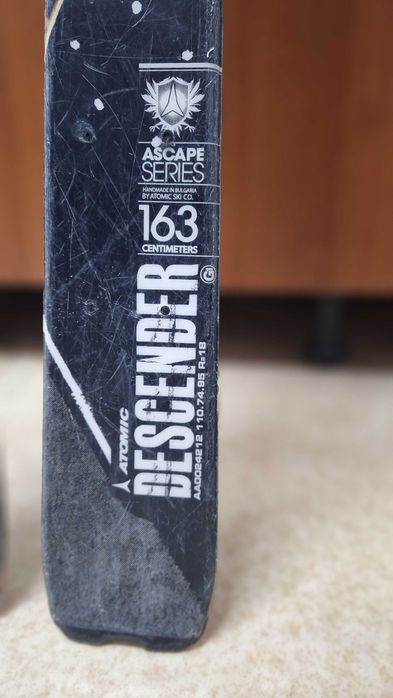 ASCAPE
SERIES
HANDMADE IN BULGARIA
BY ATOMIC SKI CO.
163
CENTIMETERS
DESCENDER
G
ATOMIC
AA0024212 110.74.95 R=18